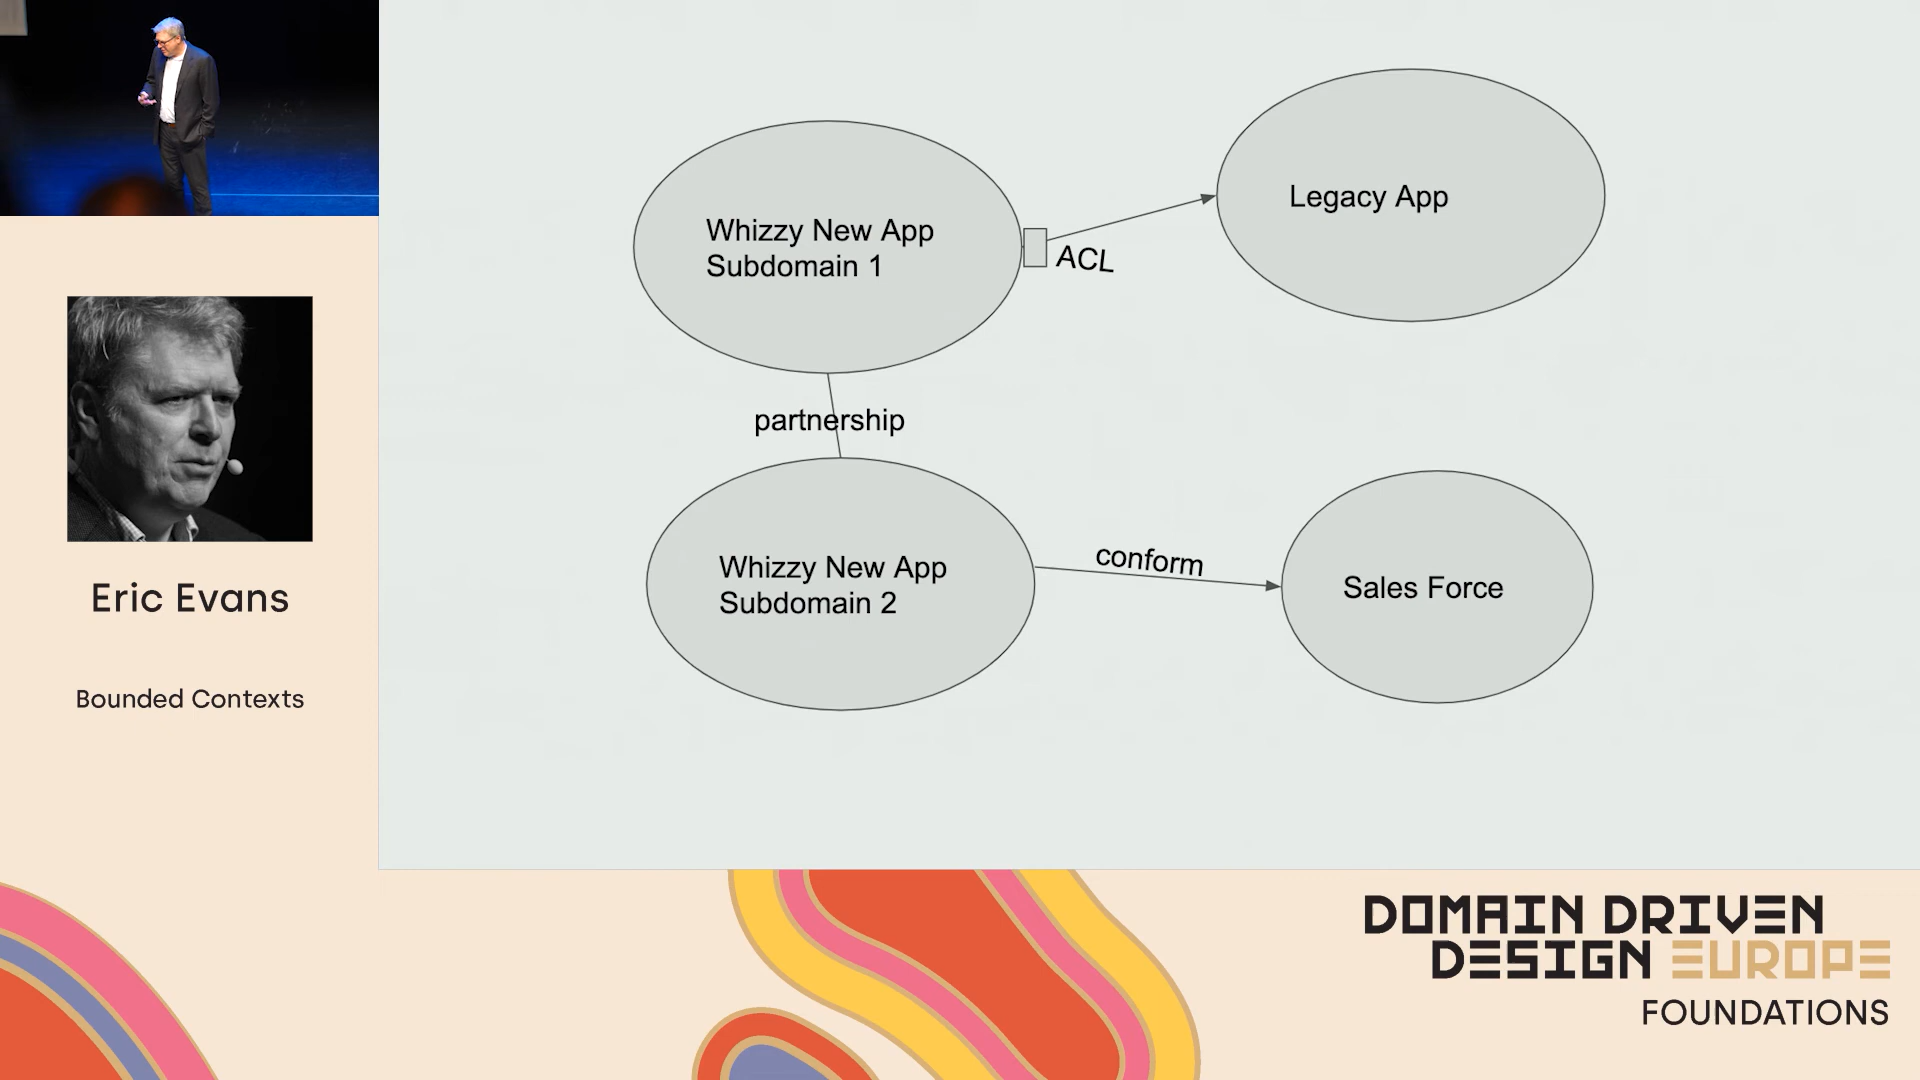 Whizzy New App
Subdomain 1
ACL
Legacy App
partnership
Whizzy New App
Subdomain 2
conform
Sales Force
Eric Evans
Bounded Contexts
DOMAIN DRIVEN
DESIGN EUROPE
FOUNDATIONS